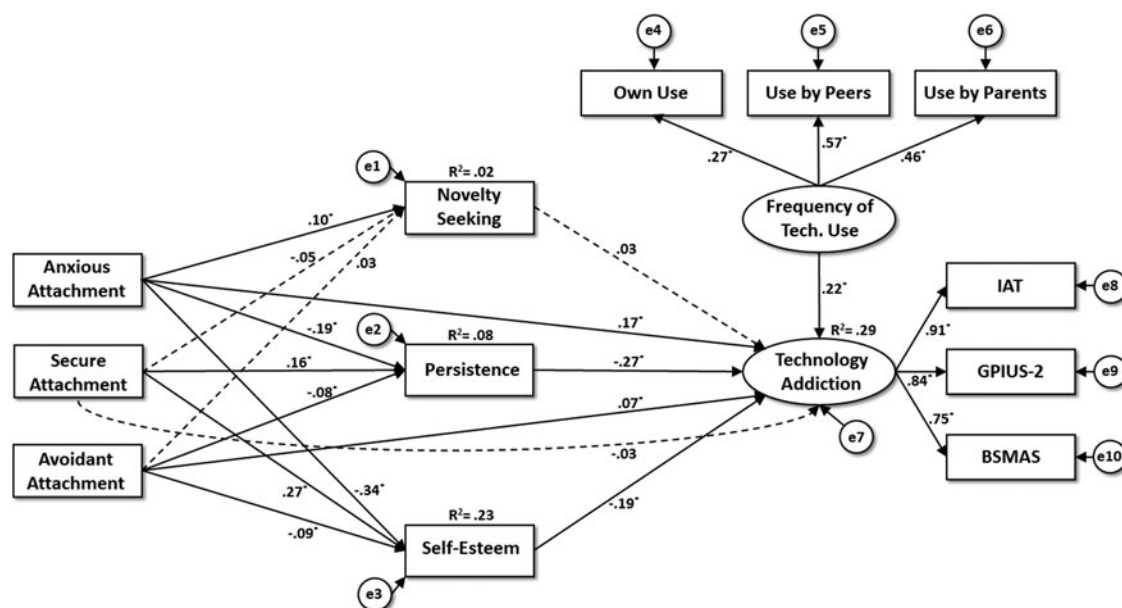 e4
e5
e6
Own Use
Use by Peers
Use by Parents
.27*
.57*
.46*
e1
R²= .02
Novelty
Seeking
Frequency of
Tech. Use
.10*
-.05
.03
.03
Anxious
Attachment
.22*
IAT
e8
-.19*
e2
R²= .08
.17*
R²= .29
.91*
Secure
Attachment
.16*
Persistence
-.27*
Technology
Addiction
.84*
GPIUS-2
e9
-.08*
.07*
.75*
e7
Avoidant
Attachment
-.03
BSMAS
e10
-.34*
.27*
-.09*
R²= .23
-.19*
Self-Esteem
e3